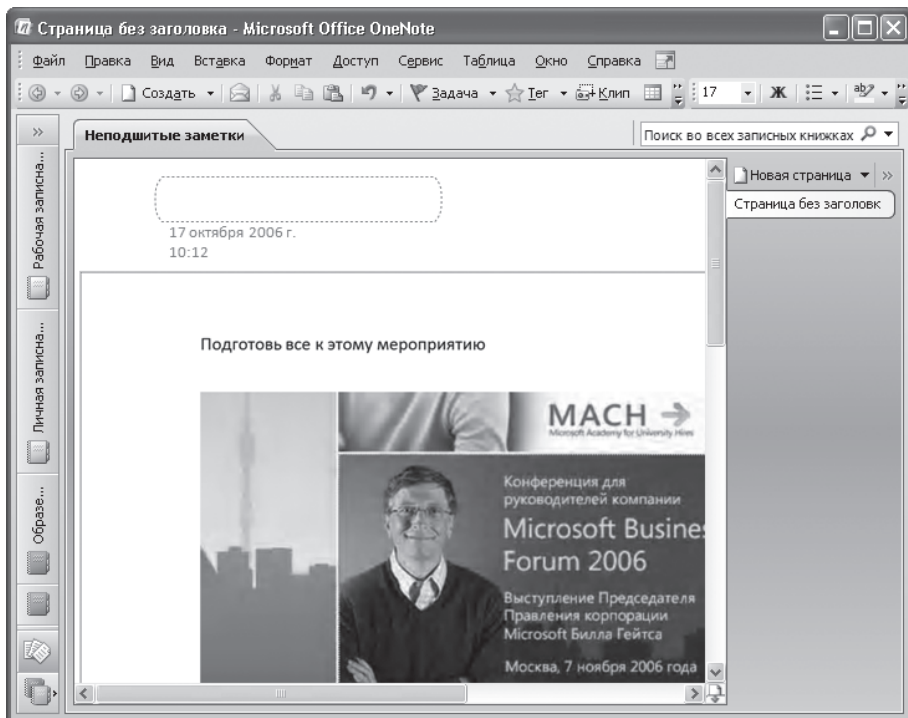 Страница без заголовка - Microsoft Office OneNote
Файл Правка Вид Вставка Формат Доступ Сервис Таблица Окно Справка
Создать Задача Тег Клип 17 Ж ab
Неподшитые заметки
Поиск во всех записных книжках
Новая страница
Страница без заголовк
Рабочая записна...
Личная записна...
Образе...
17 октября 2006 г.
10:12
Подготовь все к этому мероприятию
MACH
Microsoft Academy for University Hires
Конференция для
руководителей компании
Microsoft Busines
Forum 2006
Выступление Председателя
Правления корпорации
Microsoft Билла Гейтса
Москва, 7 ноября 2006 года